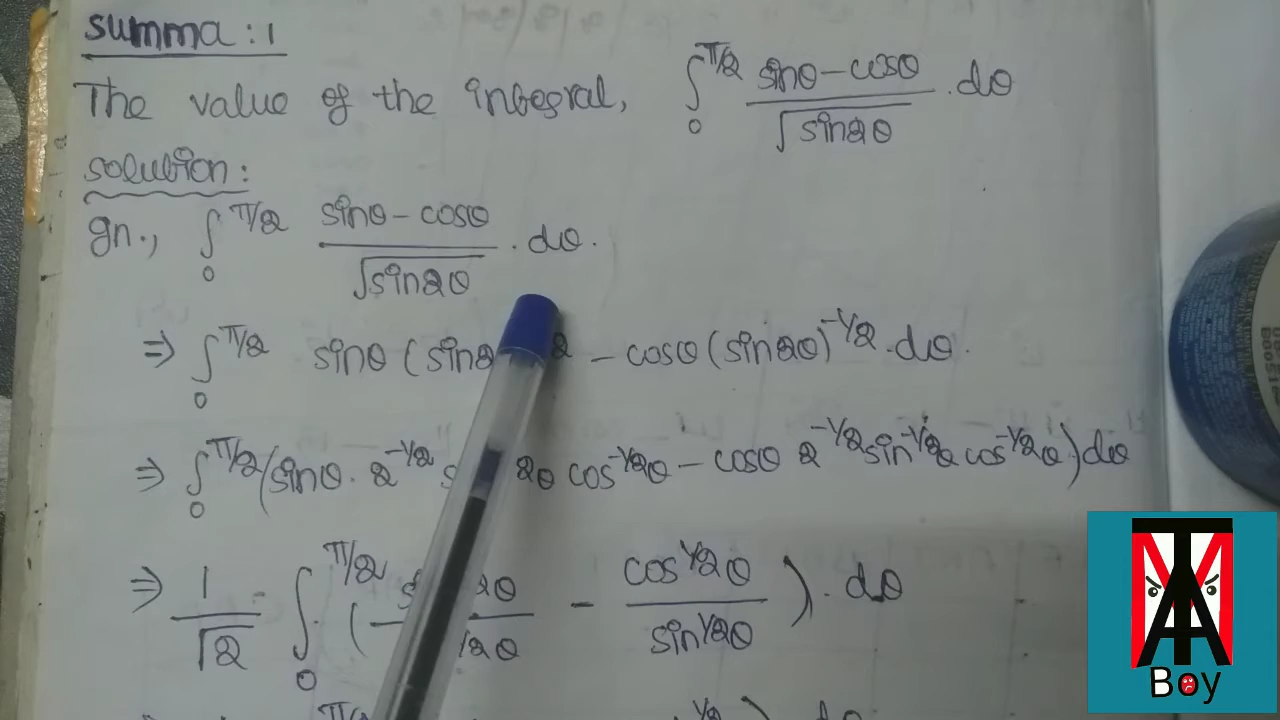 summa : 1
The value of the integral, ∫₀^π/2 sinθ – cosθ / √sin2θ . dθ
solution :
gn., ∫₀^π/2 sinθ – cosθ / √sin2θ . dθ.
⇒ ∫₀^π/2 sinθ (sin2 – cosθ (sin2θ)^-1/2 . dθ.
⇒ ∫₀^π/2 (sinθ . 2^-1/2 cos^-1/2 θ – cosθ 2^-1/2 sin^-1/2 cos^-1/2 θ.) dθ
⇒ 1/√2 ∫₀^π/2 ( – cos^1/2 θ / sin^1/2 θ ) . dθ
Boy